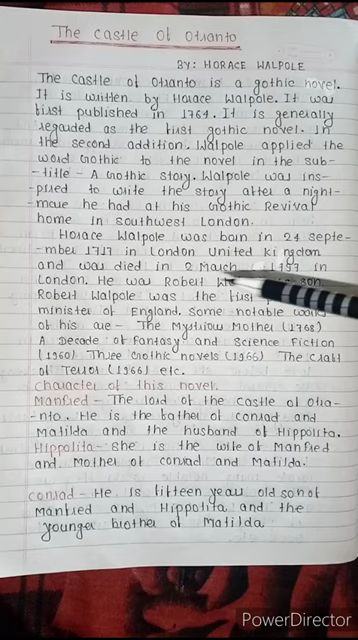 The Castle of Otranto
BY: HORACE WALPOLE
The castle of Otranto is a gothic novel.
It is written by Horace Walpole. It was
first published in 1764. It is generally
regarded as the first gothic novel. In
the second addition. Walpole applied the
word Gothic to the novel in the sub-
-title - A Gothic story. Walpole was ins-
-pired to write the story after a night-
-mare he had at his Gothic Revival
home in southwest London.
Horace Walpole was born in 24 septe-
-mber 1717 in London United kingdom
and was died in 2 March in
London. He was Robert son.
Robert Walpole was the first
minister of England. some notable works
of his are - The Mystriou Mother (1768)
A Decade of fantasy and Science Fiction
(1960) Three Gothic novels (1966) The craft
of Terror (1966) etc.
character of this novel.
Manfred - The lord of the castle of Otra-
-nto. He is the father of conrad and
Matilda and the husband of Hippolita.
Hippolita - she is the wife of Manfred
and Mother of conrad and Matilda.
conrad - He is fifteen year old son of
Manfred and Hippolita and the
younger brother of Matilda
PowerDirector